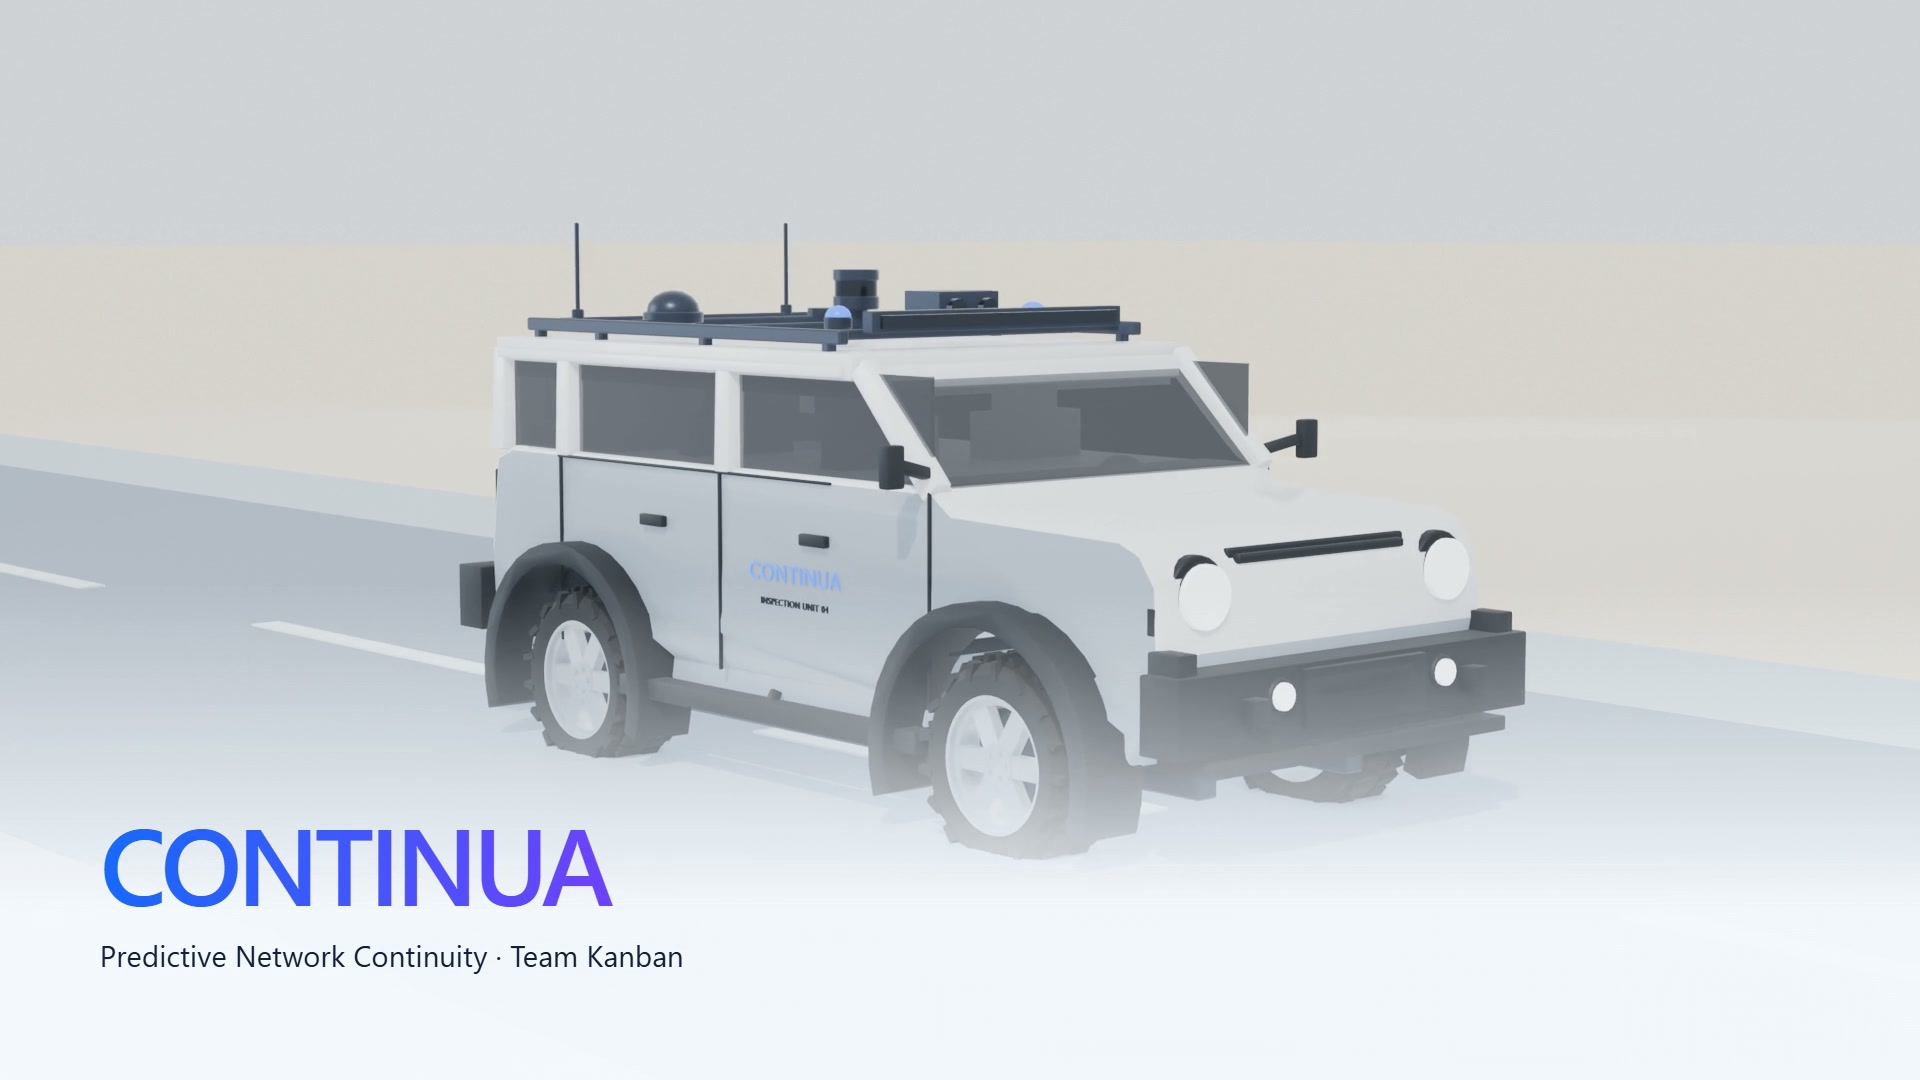 CONTINUA
INSPECTION UNIT 04
CONTINUA
Predictive Network Continuity · Team Kanban